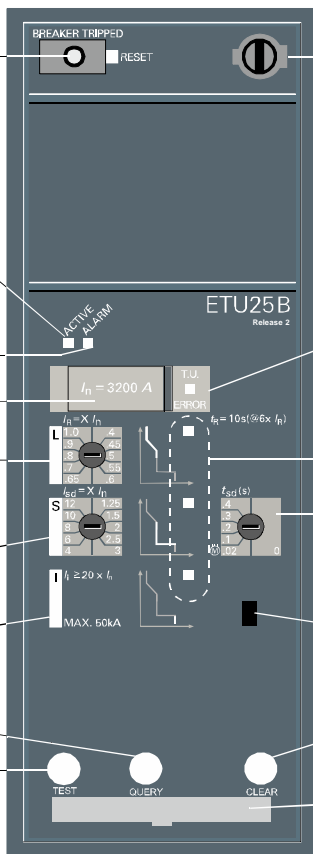 BREAKER TRIPPED
RESET
ETU25B
Release 2
ACTIVE
ALARM
In = 3200 A
T.U.
ERROR
IR = X In
tR = 10s(@6x IR)
L
1.0 .4
.9 .45
.8 .5
.7 .55
.65 .6
Isd = X In
tsd (s)
S
12 1.25
10 1.5
8 2
6 2.5
4 3
.4
.3
.2
.1
M .02 0
I
Ii ≥20 x In
MAX. 50kA
TEST
QUERY
CLEAR